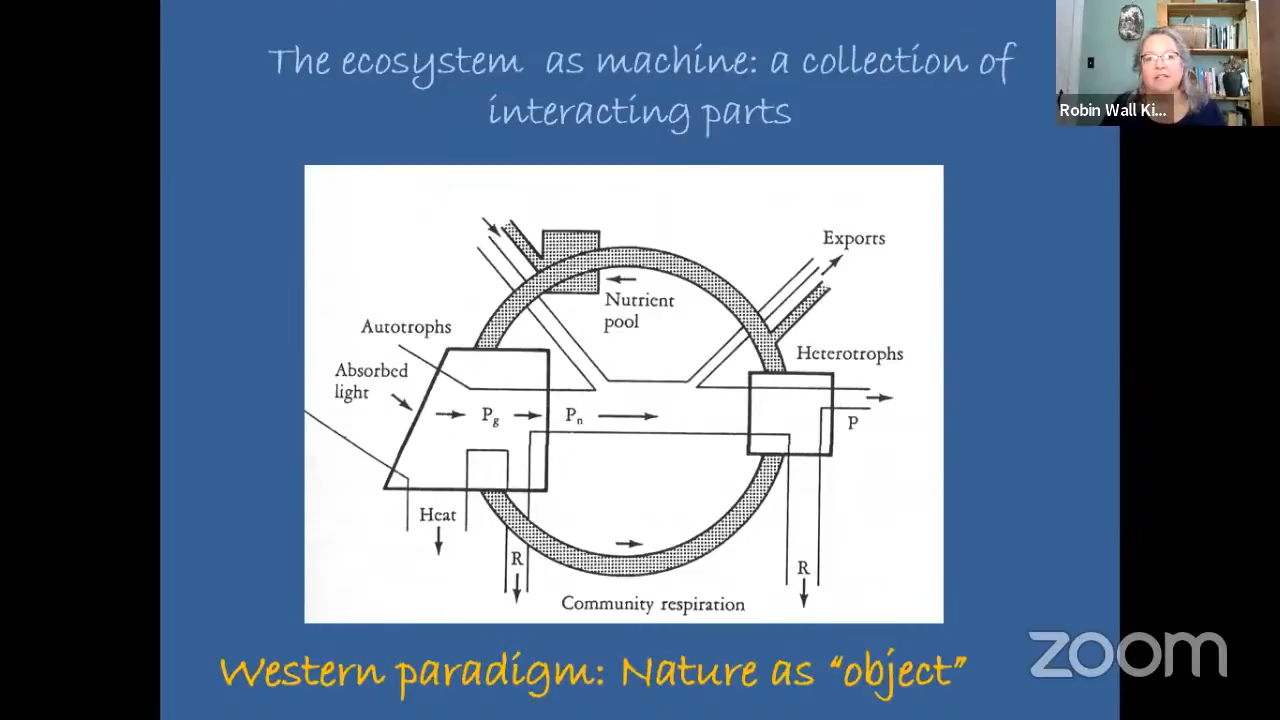 The ecosystem as machine: a collection of
interacting parts
Robin Wall Ki...
Exports
Nutrient
pool
Autotrophs
Heterotrophs
Absorbed
light
Pg
Pn
P
Heat
R
R
Community respiration
Western paradigm: Nature as “object”
zoom